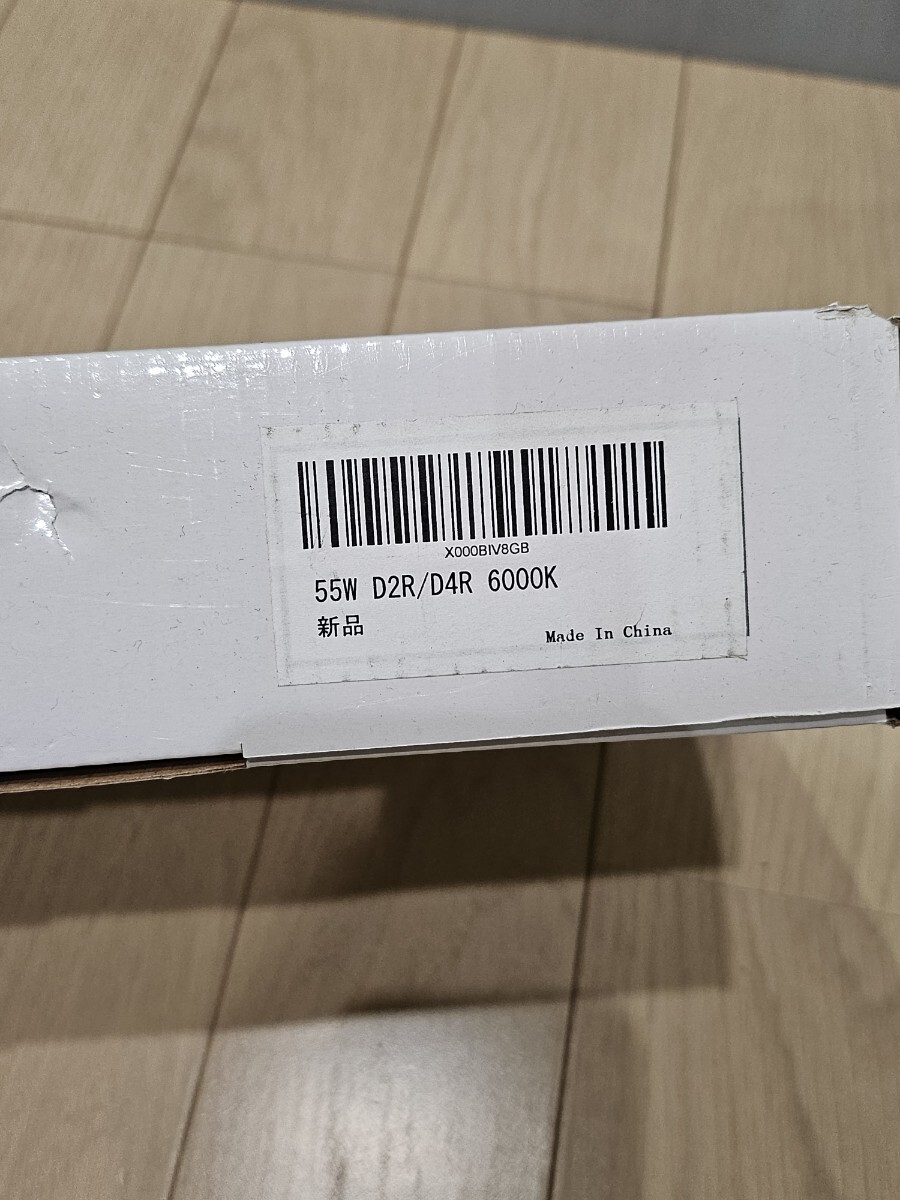 X000BIV8GB
55W D2R/D4R 6000K
新品
Made In China